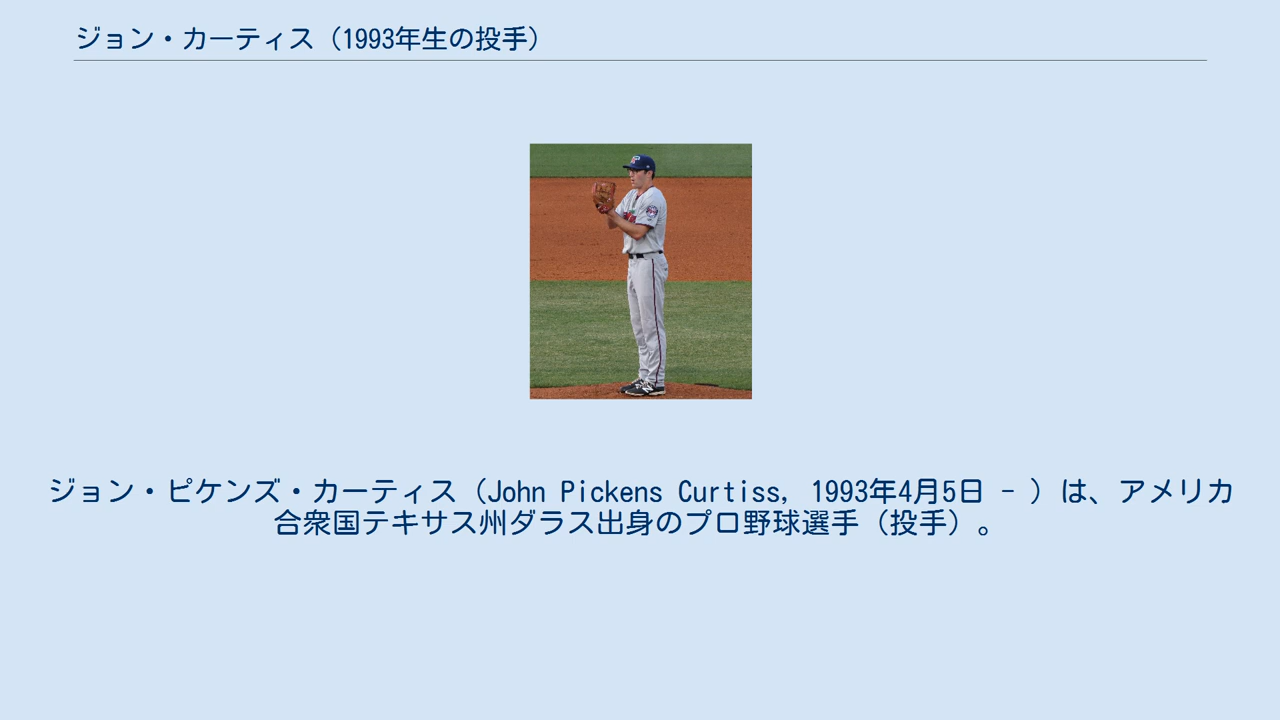 ジョン・カーティス（1993年生の投手）
ジョン・ピケンズ・カーティス（John Pickens Curtiss, 1993年4月5日 - ）は、アメリカ
合衆国テキサス州ダラス出身のプロ野球選手（投手）。